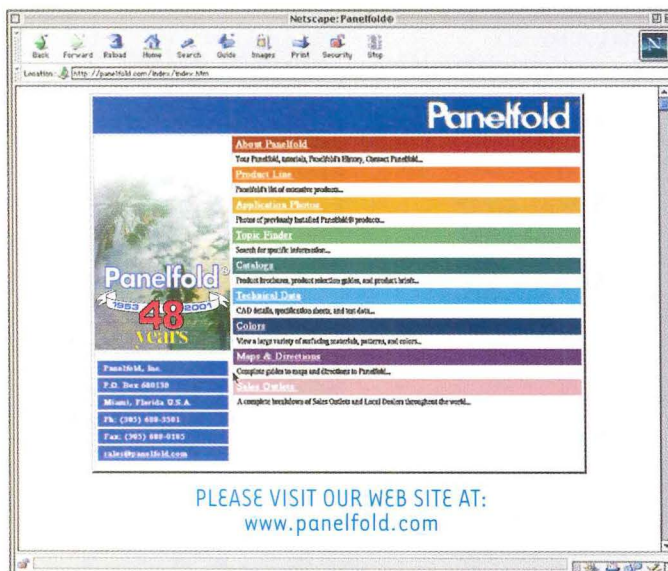 Netscape: Panelfold®
Back Forward Reload Home Search Guide Images Print Security Stop
N
Location: http://panelfold.com/index/index.htm
Panelfold
About Panelfold
Tour Panelfold, tutorials, Panelfold's History, Contact Panelfold...
Product Line
Panelfold's list of extensive products...
Application Photos
Photos of previously installed Panelfold® products...
Topic Finder
Search for specific information...
Catalogs
Product brochures, product selection guides, and product briefs...
Technical Data
CAD details, specification sheets, and test data...
Colors
View a large variety of surfacing materials, patterns, and colors...
Maps & Directions
Complete guides to maps and directions to Panelfold...
Sales Outlets
A complete breakdown of Sales Outlets and Local Dealers throughout the world...
Panelfold®
1953 48 2001
years
Panelfold, Inc.
P.O. Box 680130
Miami, Florida U.S.A.
Ph: (305) 688-3501
Fax: (305) 688-0185
sales@panelfold.com
PLEASE VISIT OUR WEB SITE AT:
www.panelfold.com